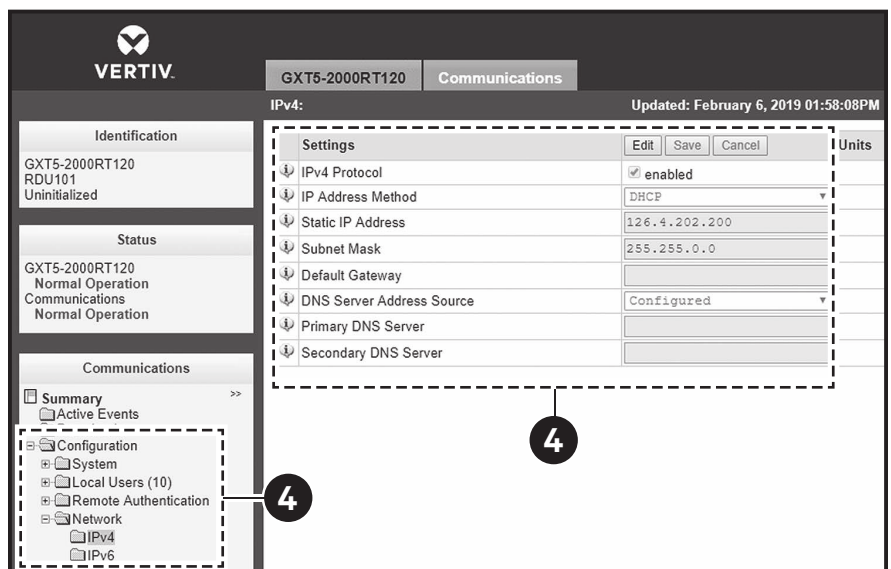 VERTIV.
GXT5-2000RT120 Communications
IPv4: Updated: February 6, 2019 01:58:08PM
Identification
GXT5-2000RT120
RDU101
Uninitialized
Status
GXT5-2000RT120
Normal Operation
Communications
Normal Operation
Communications
Summary >>
Active Events
Configuration
System
Local Users (10)
Remote Authentication
Network
IPv4
IPv6
4
Settings Edit Save Cancel Units
IPv4 Protocol enabled
IP Address Method DHCP
Static IP Address 126.4.202.200
Subnet Mask 255.255.0.0
Default Gateway
DNS Server Address Source Configured
Primary DNS Server
Secondary DNS Server
4